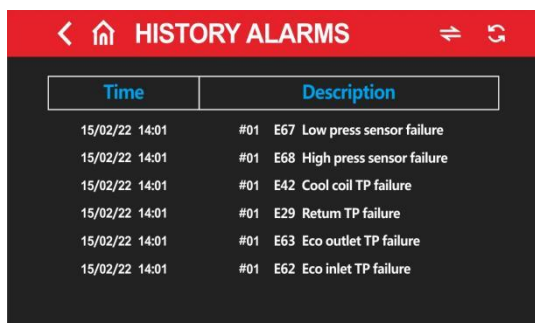 HISTORY ALARMS
Time Description
15/02/22 14:01 #01 E67 Low press sensor failure
15/02/22 14:01 #01 E68 High press sensor failure
15/02/22 14:01 #01 E42 Cool coil TP failure
15/02/22 14:01 #01 E29 Return TP failure
15/02/22 14:01 #01 E63 Eco outlet TP failure
15/02/22 14:01 #01 E62 Eco inlet TP failure